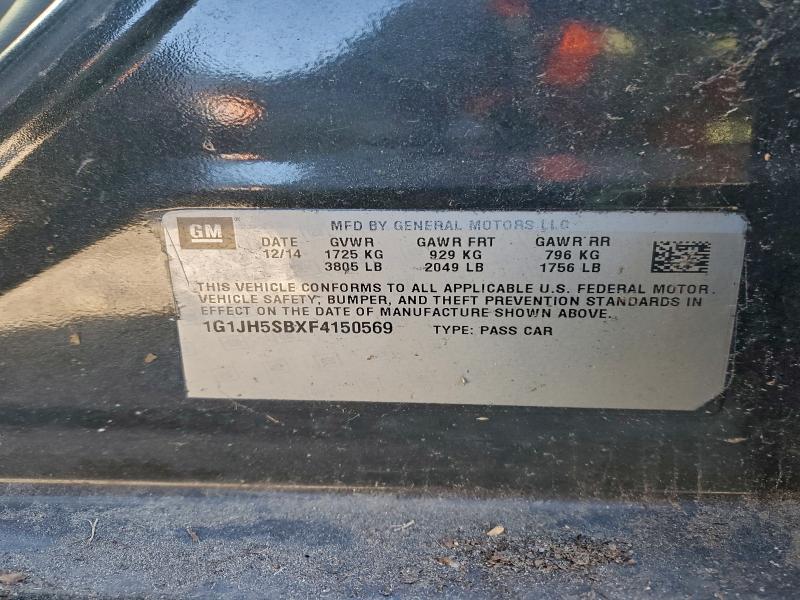 GM
MFD BY GENERAL MOTORS LLC
DATE GVWR GAWR FRT GAWR RR
12/14 1725 KG 929 KG 796 KG
3805 LB 2049 LB 1756 LB
THIS VEHICLE CONFORMS TO ALL APPLICABLE U.S. FEDERAL MOTOR
VEHICLE SAFETY, BUMPER, AND THEFT PREVENTION STANDARDS IN
EFFECT ON THE DATE OF MANUFACTURE SHOWN ABOVE.
1G1JH5SBXF4150569 TYPE: PASS CAR